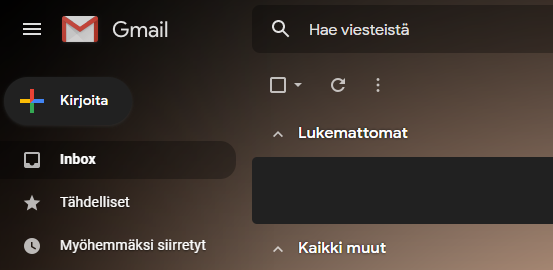 Gmail
Hae viesteistä
Kirjoita
Lukemattomat
Inbox
Tähdelliset
Myöhemmäksi siirretyt
Kaikki muut